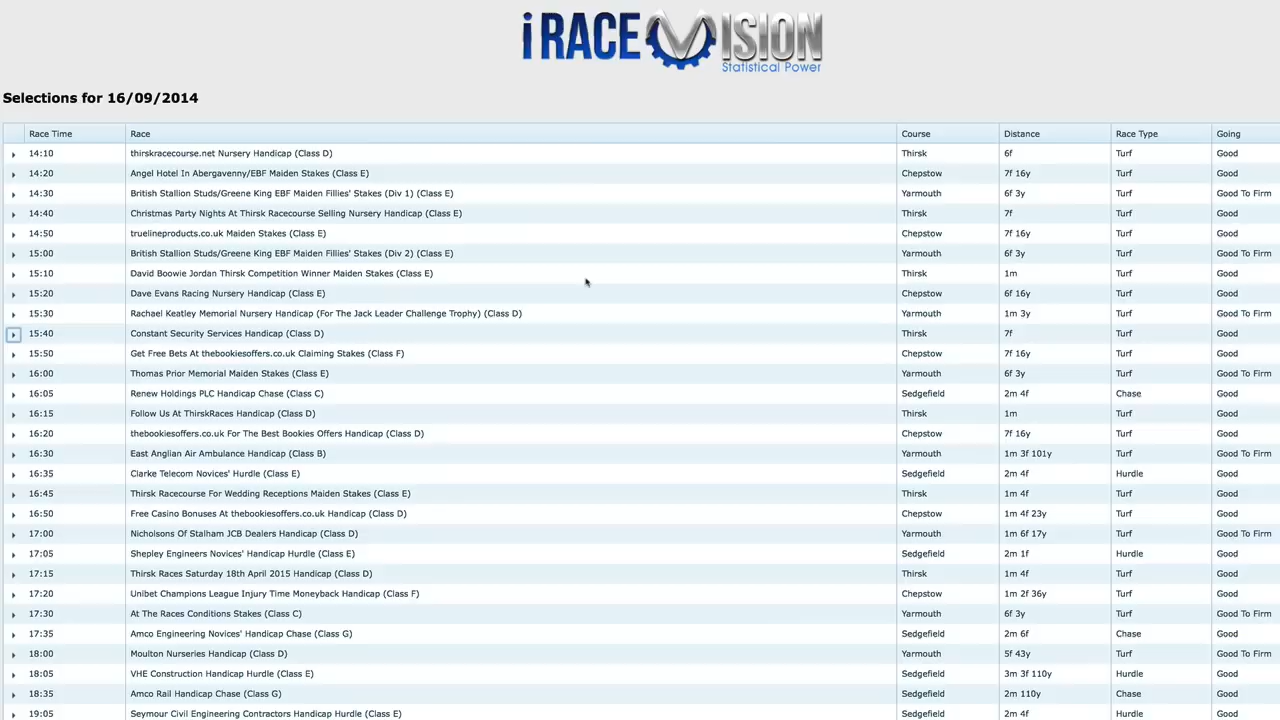 iRACEVISION
Statistical Power
Selections for 16/09/2014
Race Time Race Course Distance Race Type Going
14:10 thirskracecourse.net Nursery Handicap (Class D) Thirsk 6f Turf Good
14:20 Angel Hotel In Abergavenny/EBF Maiden Stakes (Class E) Chepstow 7f 16y Turf Good
14:30 British Stallion Studs/Greene King EBF Maiden Fillies' Stakes (Div 1) (Class E) Yarmouth 6f 3y Turf Good To Firm
14:40 Christmas Party Nights At Thirsk Racecourse Selling Nursery Handicap (Class E) Thirsk 7f Turf Good
14:50 truelineproducts.co.uk Maiden Stakes (Class E) Chepstow 7f 16y Turf Good
15:00 British Stallion Studs/Greene King EBF Maiden Fillies' Stakes (Div 2) (Class E) Yarmouth 6f 3y Turf Good To Firm
15:10 David Boowie Jordan Thirsk Competition Winner Maiden Stakes (Class E) Thirsk 1m Turf Good
15:20 Dave Evans Racing Nursery Handicap (Class E) Chepstow 6f 16y Turf Good
15:30 Rachael Keatley Memorial Nursery Handicap (For The Jack Leader Challenge Trophy) (Class D) Yarmouth 1m 3y Turf Good To Firm
15:40 Constant Security Services Handicap (Class D) Thirsk 7f Turf Good
15:50 Get Free Bets At thebookiesoffers.co.uk Claiming Stakes (Class F) Chepstow 7f 16y Turf Good
16:00 Thomas Prior Memorial Maiden Stakes (Class E) Yarmouth 6f 3y Turf Good To Firm
16:05 Renew Holdings PLC Handicap Chase (Class C) Sedgefield 2m 4f Chase Good
16:15 Follow Us At ThirskRaces Handicap (Class D) Thirsk 1m Turf Good
16:20 thebookiesoffers.co.uk For The Best Bookies Offers Handicap (Class D) Chepstow 7f 16y Turf Good
16:30 East Anglian Air Ambulance Handicap (Class B) Yarmouth 1m 3f 101y Turf Good To Firm
16:35 Clarke Telecom Novices' Hurdle (Class E) Sedgefield 2m 4f Hurdle Good
16:45 Thirsk Racecourse For Wedding Receptions Maiden Stakes (Class E) Thirsk 1m 4f Turf Good
16:50 Free Casino Bonuses At thebookiesoffers.co.uk Handicap (Class D) Chepstow 1m 4f 23y Turf Good
17:00 Nicholsons Of Stalham JCB Dealers Handicap (Class D) Yarmouth 1m 6f 17y Turf Good To Firm
17:05 Shepley Engineers Novices' Handicap Hurdle (Class E) Sedgefield 2m 1f Hurdle Good
17:15 Thirsk Races Saturday 18th April 2015 Handicap (Class D) Thirsk 1m 4f Turf Good
17:20 Unibet Champions League Injury Time Moneyback Handicap (Class F) Chepstow 1m 2f 36y Turf Good
17:30 At The Races Conditions Stakes (Class C) Yarmouth 6f 3y Turf Good To Firm
17:35 Amco Engineering Novices' Handicap Chase (Class G) Sedgefield 2m 6f Chase Good
18:00 Moulton Nurseries Handicap (Class D) Yarmouth 5f 43y Turf Good To Firm
18:05 VHE Construction Handicap Hurdle (Class E) Sedgefield 3m 3f 110y Hurdle Good
18:35 Amco Rail Handicap Chase (Class G) Sedgefield 2m 110y Chase Good
19:05 Seymour Civil Engineering Contractors Handicap Hurdle (Class E) Sedgefield 2m 4f Hurdle Good